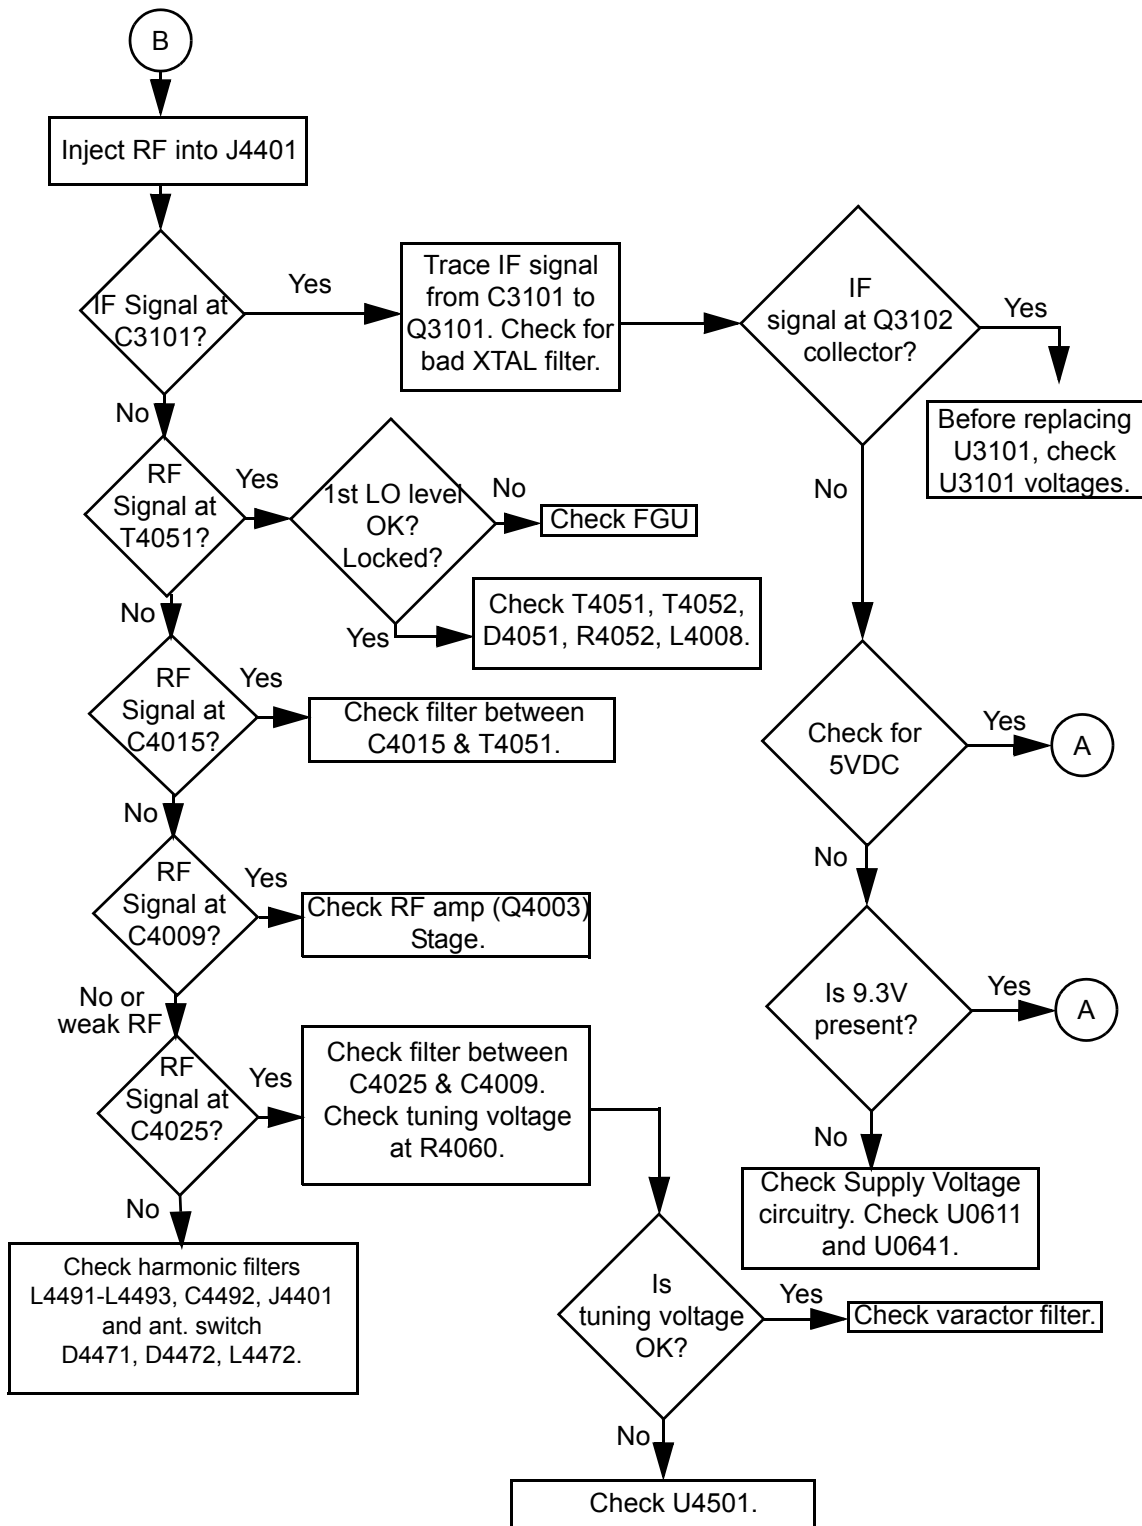 B
Inject RF into J4401
IF Signal at
C3101?
Yes
Trace IF signal
from C3101 to
Q3101. Check for
bad XTAL filter.
IF
signal at Q3102
collector?
Yes
Before replacing
U3101, check
U3101 voltages.
No
No
RF
Signal at
T4051?
Yes
1st LO level
OK?
Locked?
No
Check FGU
Yes
Check T4051, T4052,
D4051, R4052, L4008.
No
RF
Signal at
C4015?
Yes
Check filter between
C4015 & T4051.
Check for
5VDC
Yes
A
No
No
RF
Signal at
C4009?
Yes
Check RF amp (Q4003)
Stage.
Is 9.3V
present?
Yes
A
No
Check Supply Voltage
circuitry. Check U0611
and U0641.
No or
weak RF
RF
Signal at
C4025?
Yes
Check filter between
C4025 & C4009.
Check tuning voltage
at R4060.
No
Check harmonic filters
L4491-L4493, C4492, J4401
and ant. switch
D4471, D4472, L4472.
Is
tuning voltage
OK?
Yes
Check varactor filter.
No
Check U4501.